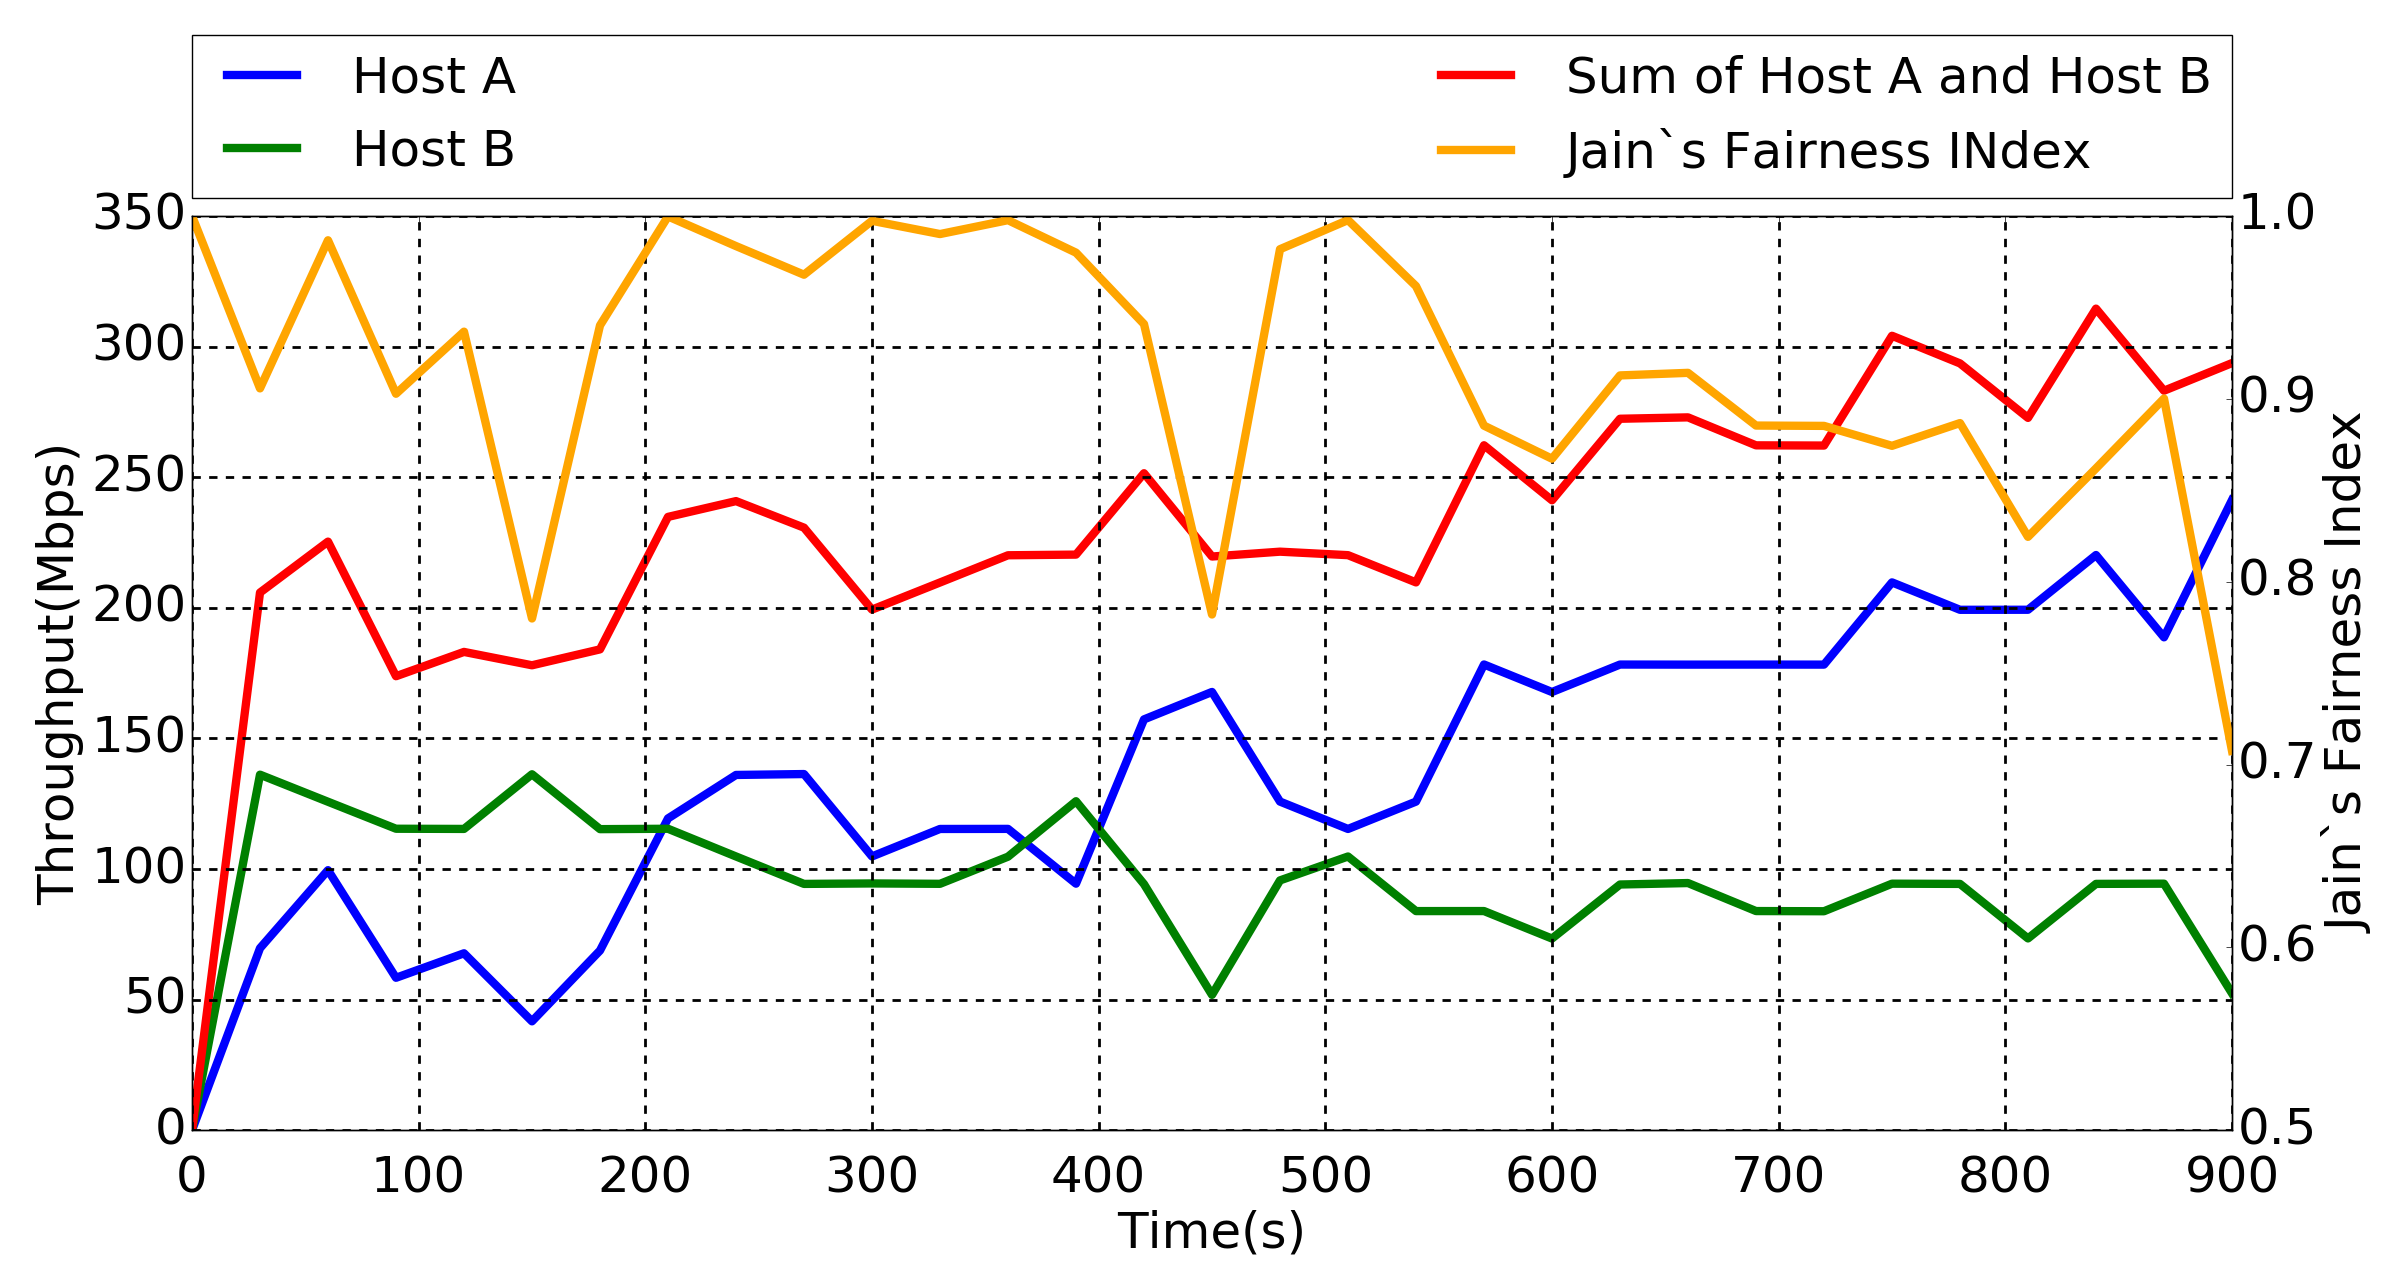 Host A
Host B
Sum of Host A and Host B
Jain`s Fairness INdex
Throughput(Mbps)
350
300
250
200
150
100
50
0
1.0
0.9
0.8
0.7
0.6
0.5
Jain`s Fairness Index
0 100 200 300 400 500 600 700 800 900
Time(s)